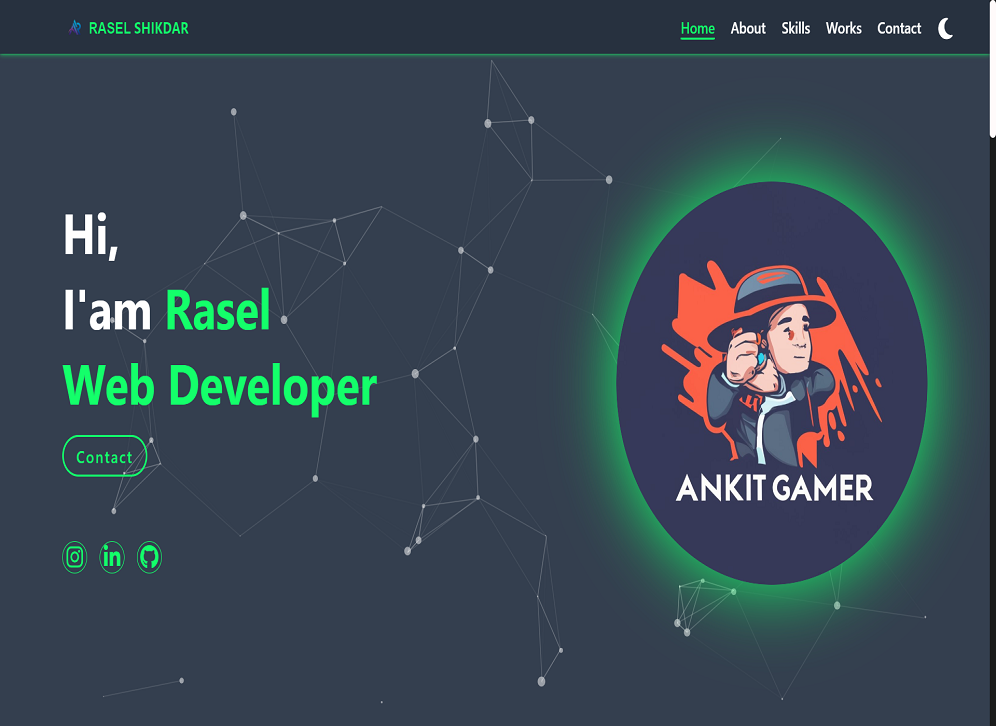 RASEL SHIKDAR
Home About Skills Works Contact
Hi,
I'am Rasel
Web Developer
Contact
ANKIT GAMER